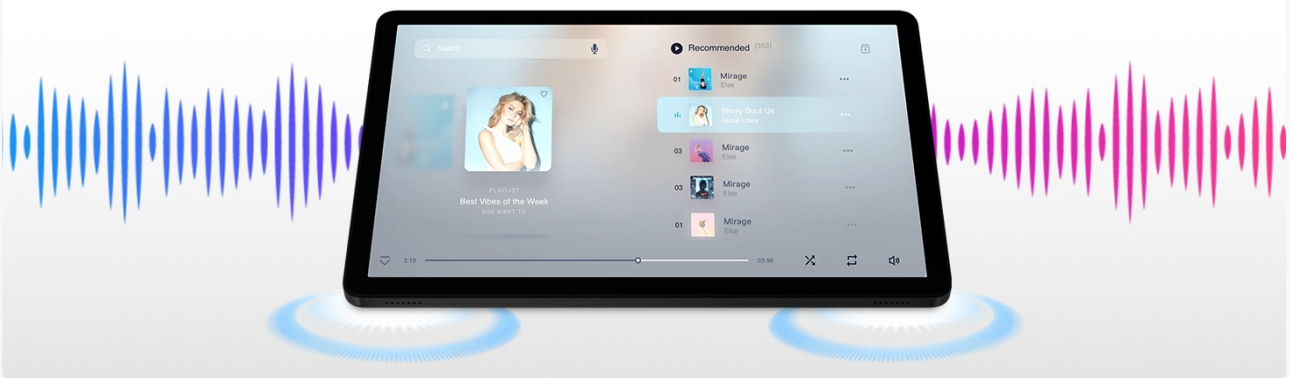 Search
PLAYLIST
Best Vibes of the Week
SHE WANT TO
Recommended (353)
01 Mirage
Else
Worry Bout Us
Rosie Lowe
03 Mirage
Else
03 Mirage
Else
01 Mirage
Else
2:15
03:56